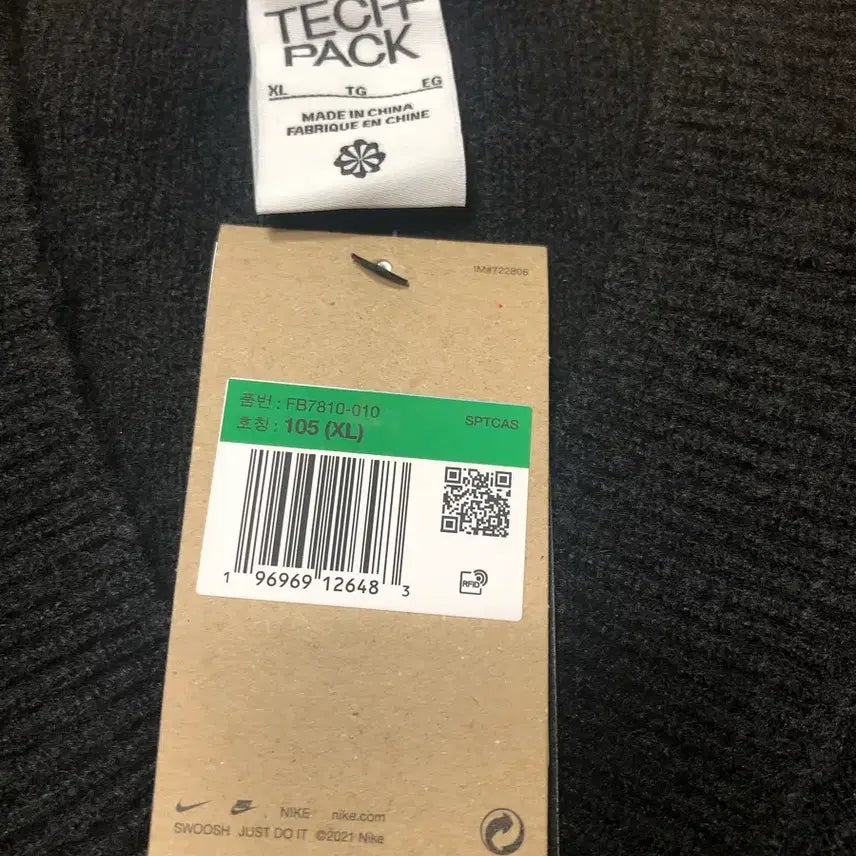 TECH
PACK
XL TG EG
MADE IN CHINA
FABRIQUE EN CHINE
IM#722806
품번 : FB7810-010
호칭 : 105 (XL)
SPTCAS
1 96969 12648 3
RFID
NIKE nike.com
SWOOSH JUST DO IT ©2021 Nike